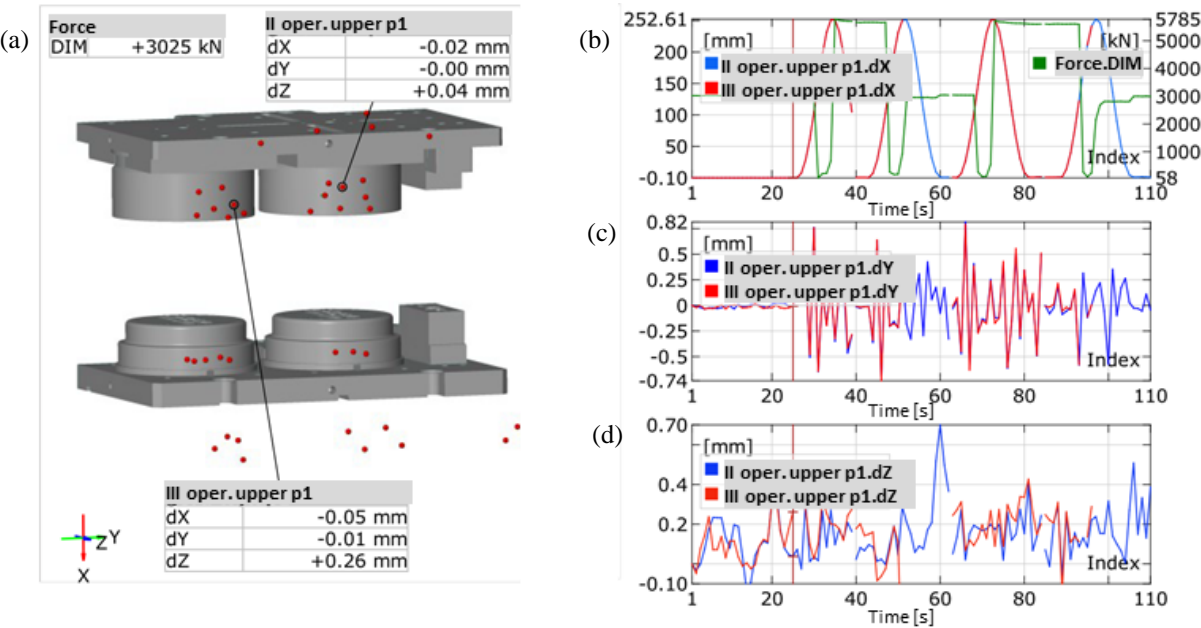 (a)
Force
DIM +3025 kN
II oper.upper p1
dX -0.02 mm
dY -0.00 mm
dZ +0.04 mm
III oper.upper p1
dX -0.05 mm
dY -0.01 mm
dZ +0.26 mm
Y
Z
X
(b)
252.61
200
150
100
50
-0.10
[mm]
II oper.upper p1.dX
III oper.upper p1.dX
[kN]
Force.DIM
Index
5785
5000
4000
3000
2000
1000
58
1 20 40 60 80 110
Time [s]
(c)
0.82
0.5
0.25
0
-0.25
-0.5
-0.74
[mm]
II oper.upper p1.dY
III oper.upper p1.dY
Index
1 20 40 60 80 110
Time [s]
(d)
0.70
0.4
0.2
-0.10
[mm]
II oper.upper p1.dZ
III oper.upper p1.dZ
Index
1 20 40 60 80 110
Time [s]